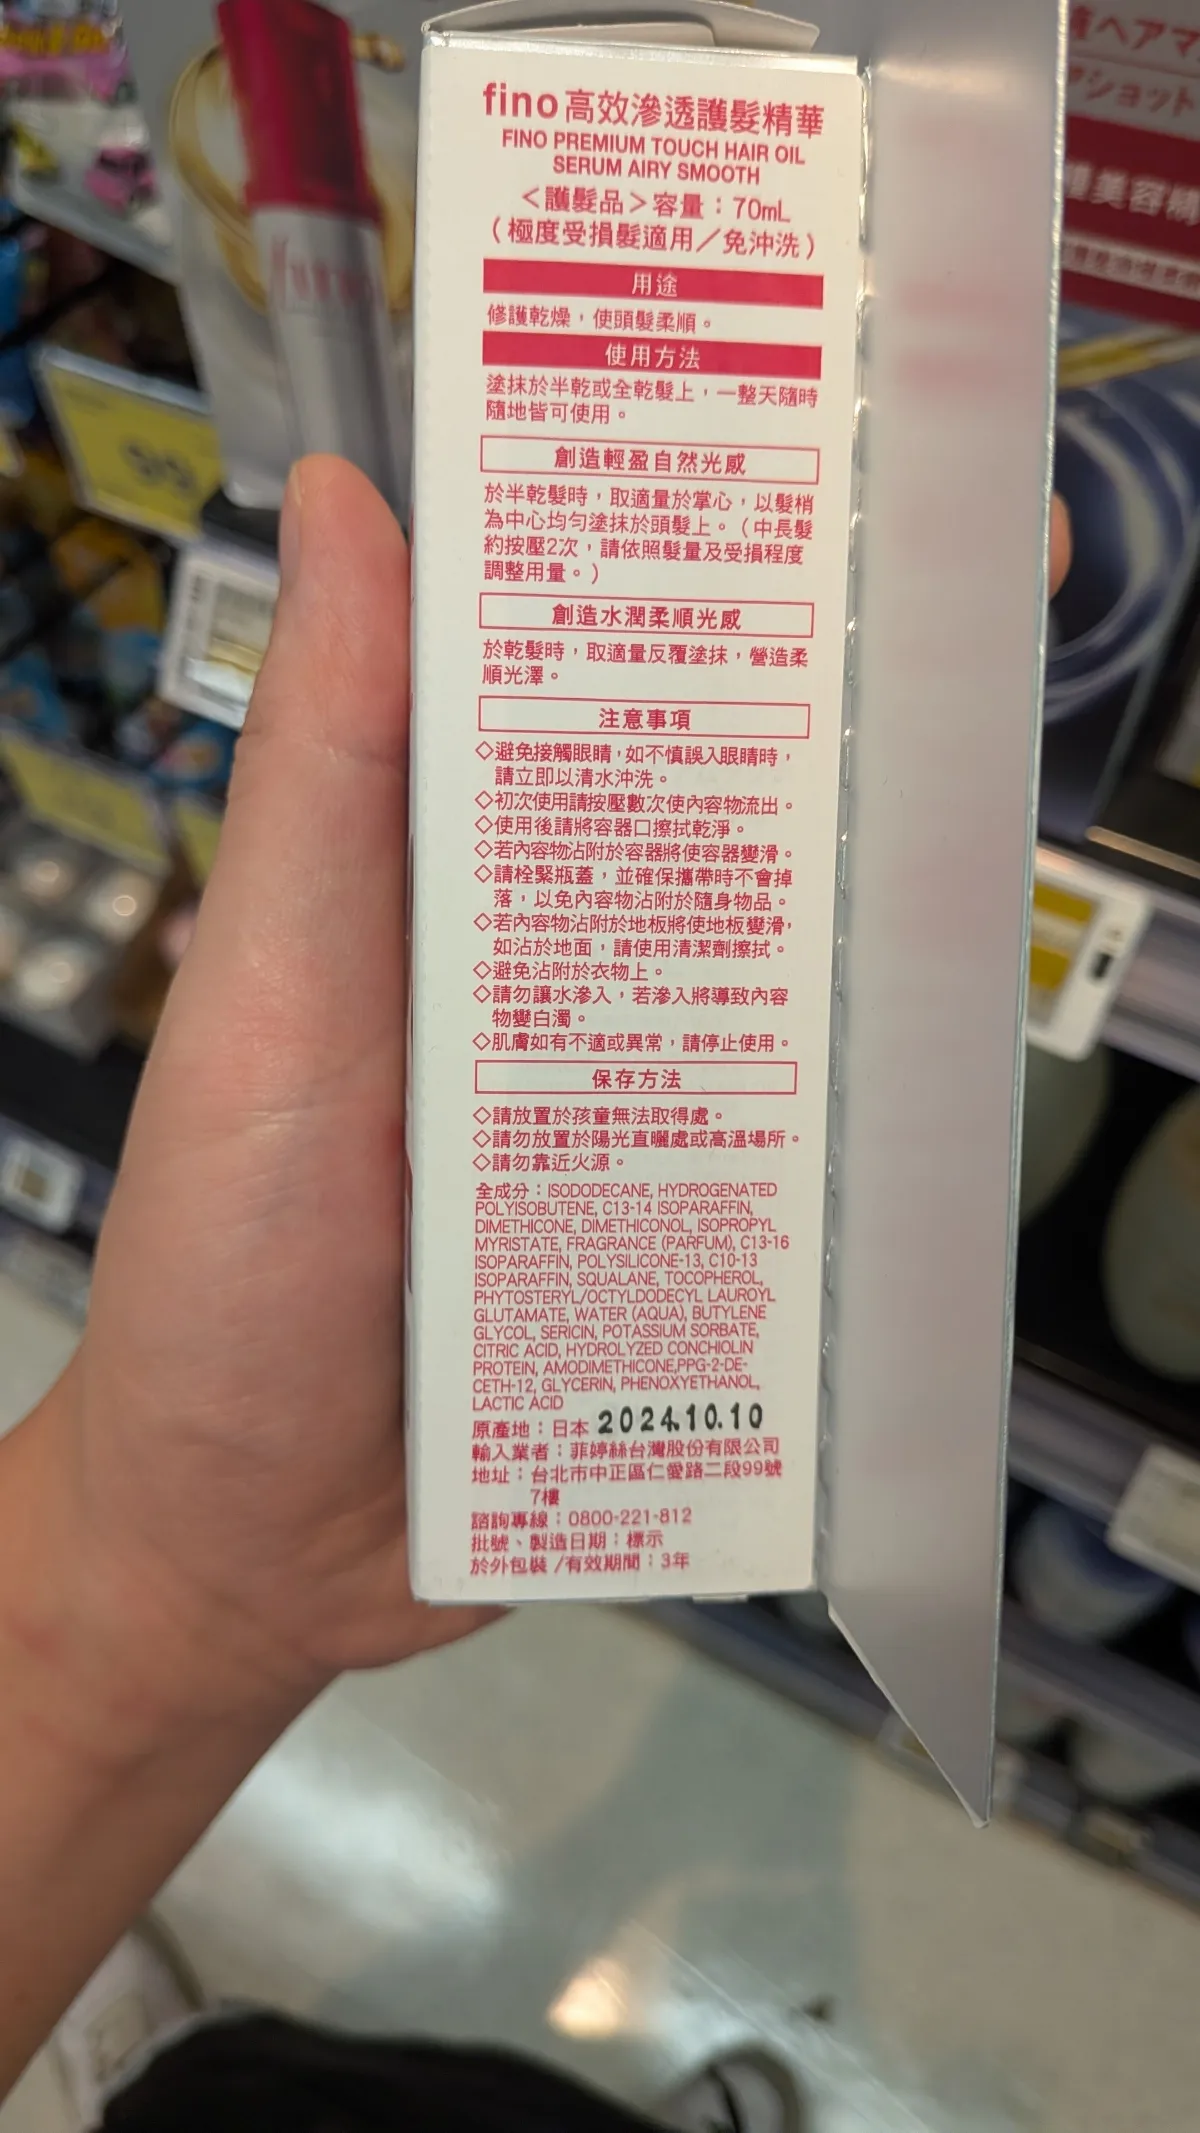 fino高效滲透護髮精華
FINO PREMIUM TOUCH HAIR OIL
SERUM AIRY SMOOTH
＜護髮品＞容量：70mL
（極度受損髮適用／免沖洗）
用途
修護乾燥，使頭髮柔順。
使用方法
塗抹於半乾或全乾髮上，一整天隨時
隨地皆可使用。
創造輕盈自然光感
於半乾髮時，取適量於掌心，以髮梢
為中心均勻塗抹於頭髮上。（中長髮
約按壓2次，請依照髮量及受損程度
調整用量。）
創造水潤柔順光感
於乾髮時，取適量反覆塗抹，營造柔
順光澤。
注意事項
◇避免接觸眼睛，如不慎誤入眼睛時，
請立即以清水沖洗。
◇初次使用請按壓數次使內容物流出。
◇使用後請將容器口擦拭乾淨。
◇若內容物沾附於容器將使容器變滑。
◇請栓緊瓶蓋，並確保攜帶時不會掉
落，以免內容物沾附於隨身物品。
◇若內容物沾附於地板將使地板變滑，
如沾於地面，請使用清潔劑擦拭。
◇避免沾附於衣物上。
◇請勿讓水滲入，若滲入將導致內容
物變白濁。
◇肌膚如有不適或異常，請停止使用。
保存方法
◇請放置於孩童無法取得處。
◇請勿放置於陽光直曬處或高溫場所。
◇請勿靠近火源。
全成分：ISODODECANE, HYDROGENATED
POLYISOBUTENE, C13-14 ISOPARAFFIN,
DIMETHICONE, DIMETHICONOL, ISOPROPYL
MYRISTATE, FRAGRANCE (PARFUM), C13-16
ISOPARAFFIN, POLYSILICONE-13, C10-13
ISOPARAFFIN, SQUALANE, TOCOPHEROL,
PHYTOSTERYL/OCTYLDODECYL LAUROYL
GLUTAMATE, WATER (AQUA), BUTYLENE
GLYCOL, SERICIN, POTASSIUM SORBATE,
CITRIC ACID, HYDROLYZED CONCHIOLIN
PROTEIN, AMODIMETHICONE,PPG-2-DE-
CETH-12, GLYCERIN, PHENOXYETHANOL,
LACTIC ACID
原產地：日本 2024.10.10
輸入業者：菲婷絲台灣股份有限公司
地址：台北市中正區仁愛路二段99號
7樓
諮詢專線：0800-221-812
批號、製造日期：標示
於外包裝 /有效期間：3年
ヘアマ
ショット
美容精